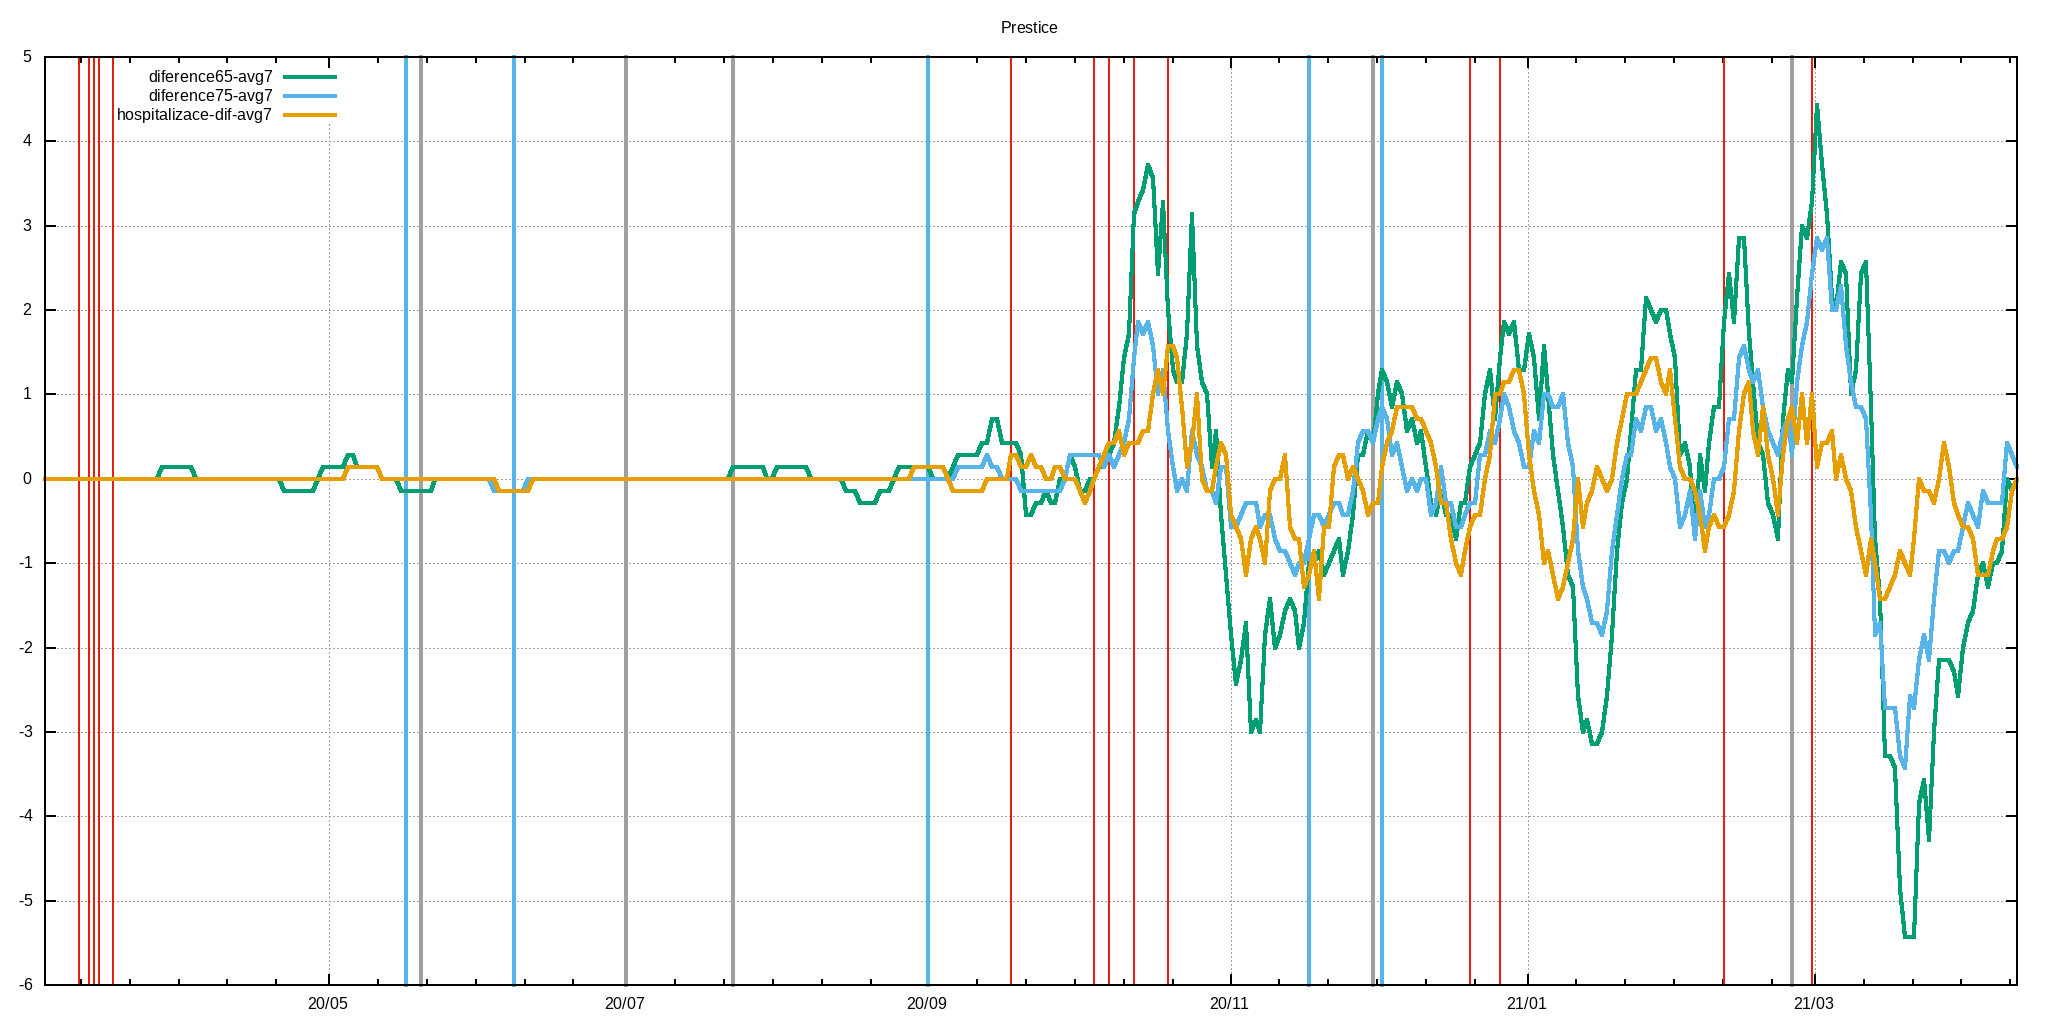 Prestice
5
diference65-avg7
diference75-avg7
hospitalizace-dif-avg7
4
3
2
1
0
-1
-2
-3
-4
-5
-6
20/05 20/07 20/09 20/11 21/01 21/03